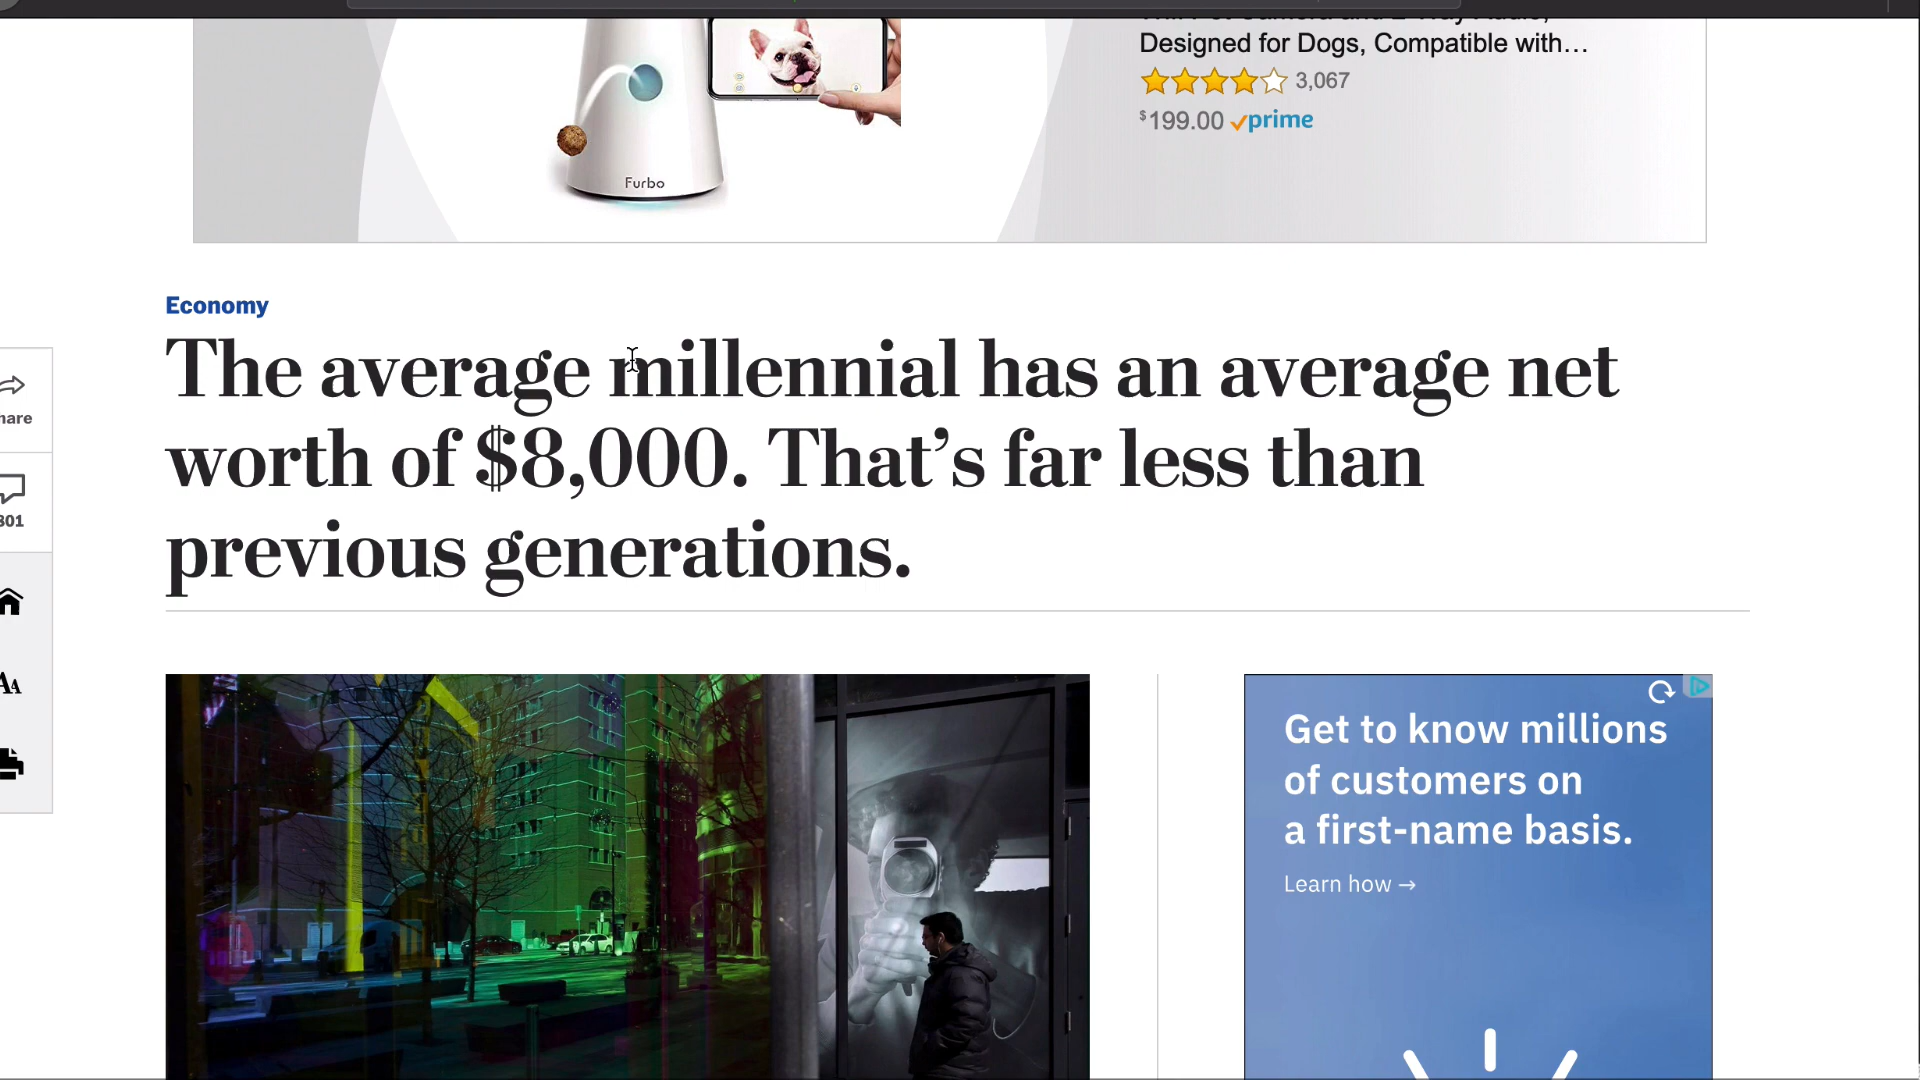 Designed for Dogs, Compatible with…
3,067
$199.00 prime
Furbo
Economy
The average millennial has an average net
worth of $8,000. That’s far less than
previous generations.
Get to know millions
of customers on
a first-name basis.
Learn how →